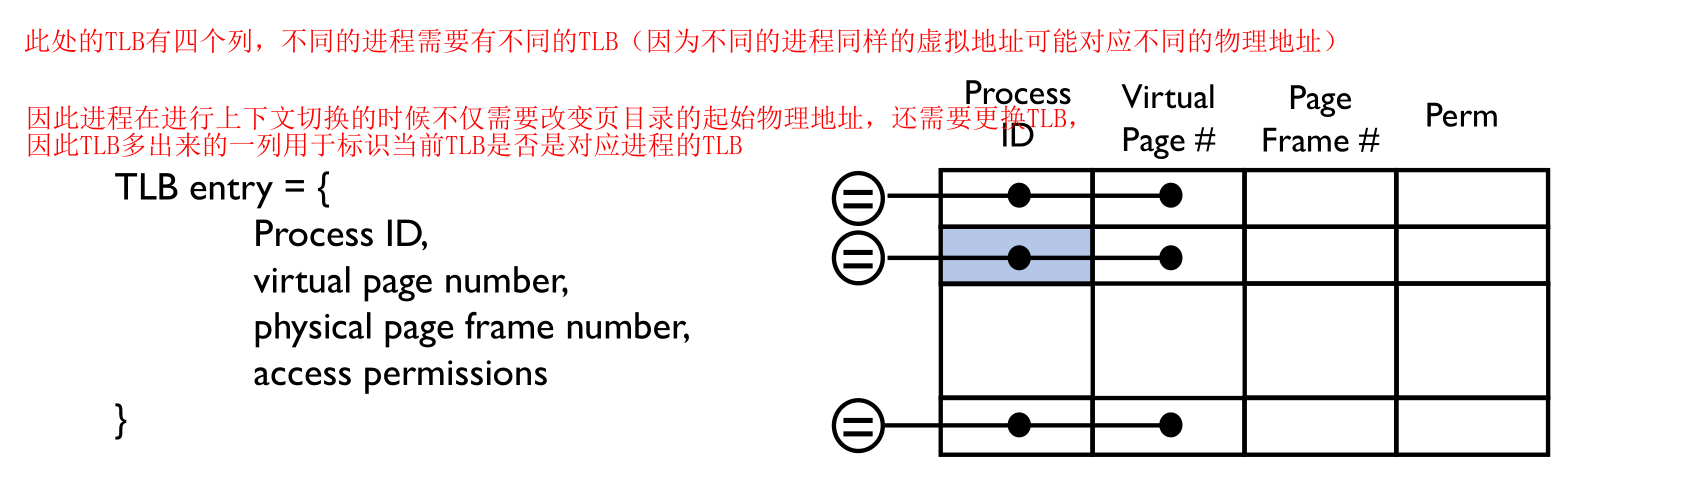 此处的TLB有四个列，不同的进程需要有不同的TLB（因为不同的进程同样的虚拟地址可能对应不同的物理地址）
因此进程在进行上下文切换的时候不仅需要改变页目录的起始物理地址，还需要更换TLB，
因此TLB多出来的一列用于标识当前TLB是否是对应进程的TLB
TLB entry = {
Process ID,
virtual page number,
physical page frame number,
access permissions
}
Process
ID
Virtual
Page #
Page
Frame #
Perm
=
=
=